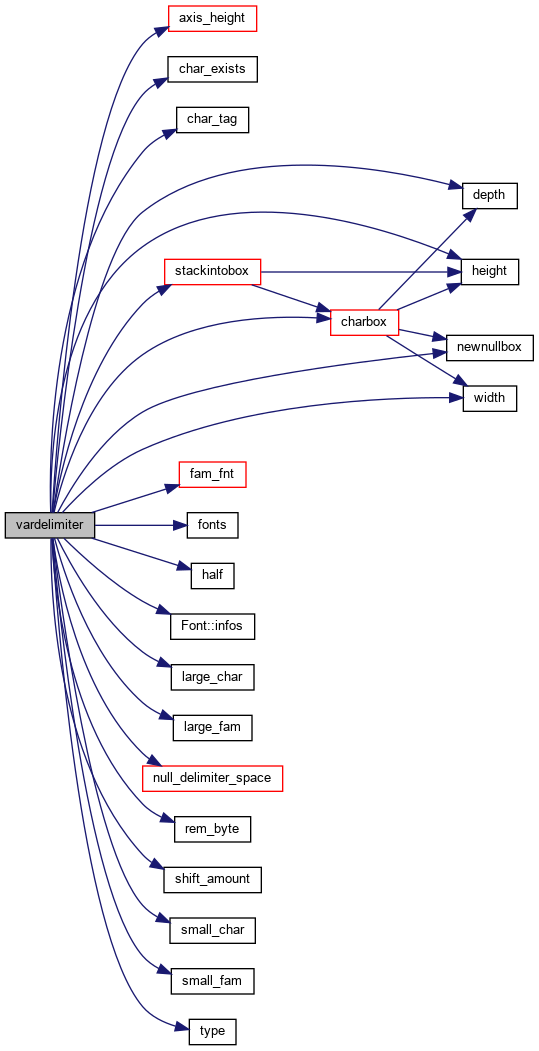 axis_height
char_exists
char_tag
depth
height
stackintobox
charbox
newnullbox
width
fam_fnt
vardelimiter
fonts
half
Font::infos
large_char
large_fam
null_delimiter_space
rem_byte
shift_amount
small_char
small_fam
type